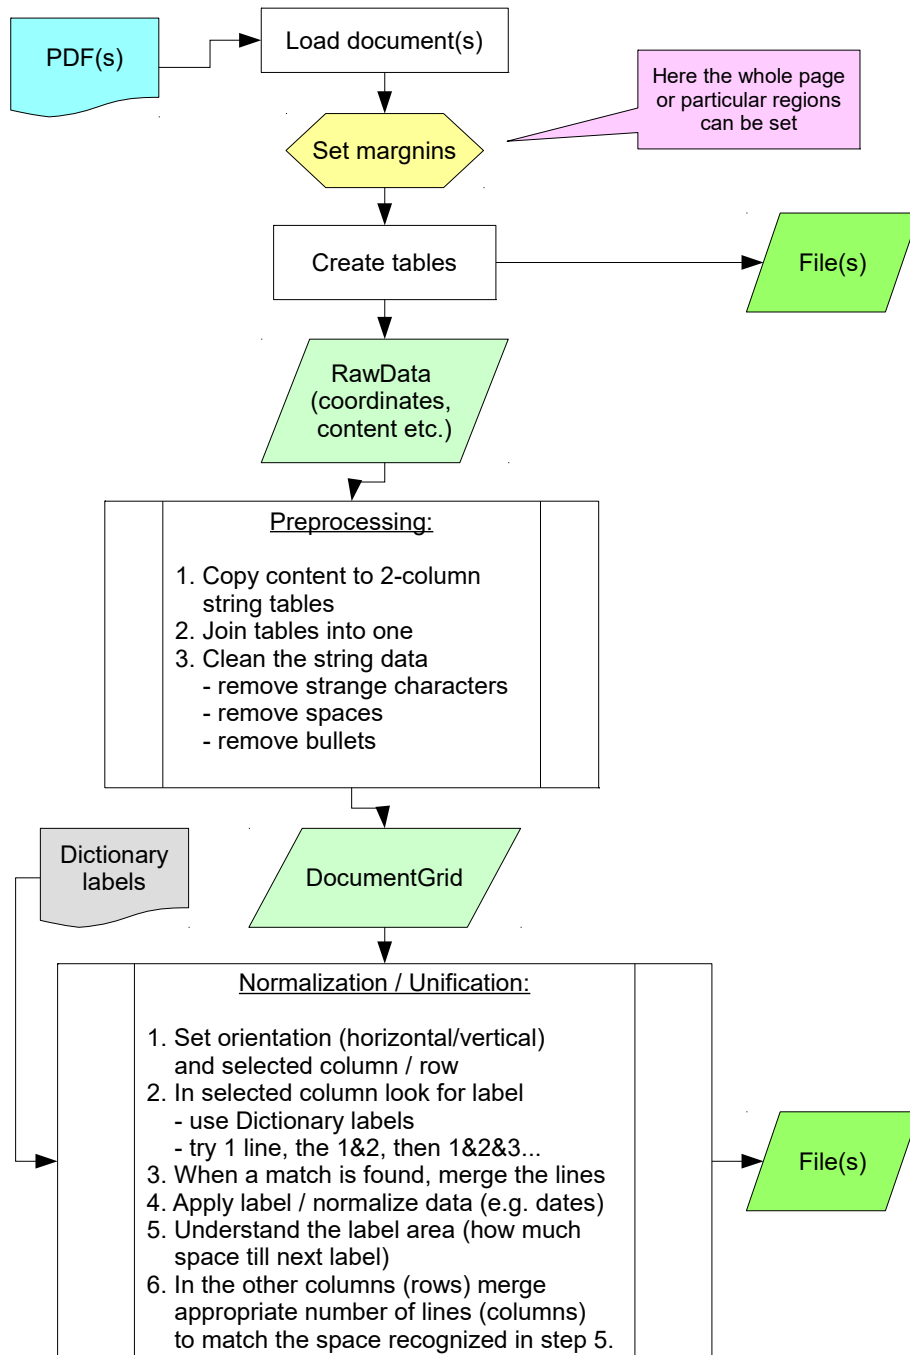 PDF(s)
Load document(s)
Here the whole page
or particular regions
can be set
Set margnins
Create tables
File(s)
RawData
(coordinates,
content etc.)
Preprocessing:
1. Copy content to 2-column
string tables
2. Join tables into one
3. Clean the string data
- remove strange characters
- remove spaces
- remove bullets
Dictionary
labels
DocumentGrid
Normalization / Unification:
1. Set orientation (horizontal/vertical)
and selected column / row
2. In selected column look for label
- use Dictionary labels
- try 1 line, the 1&2, then 1&2&3...
3. When a match is found, merge the lines
4. Apply label / normalize data (e.g. dates)
5. Understand the label area (how much
space till next label)
6. In the other columns (rows) merge
appropriate number of lines (columns)
to match the space recognized in step 5.
File(s)